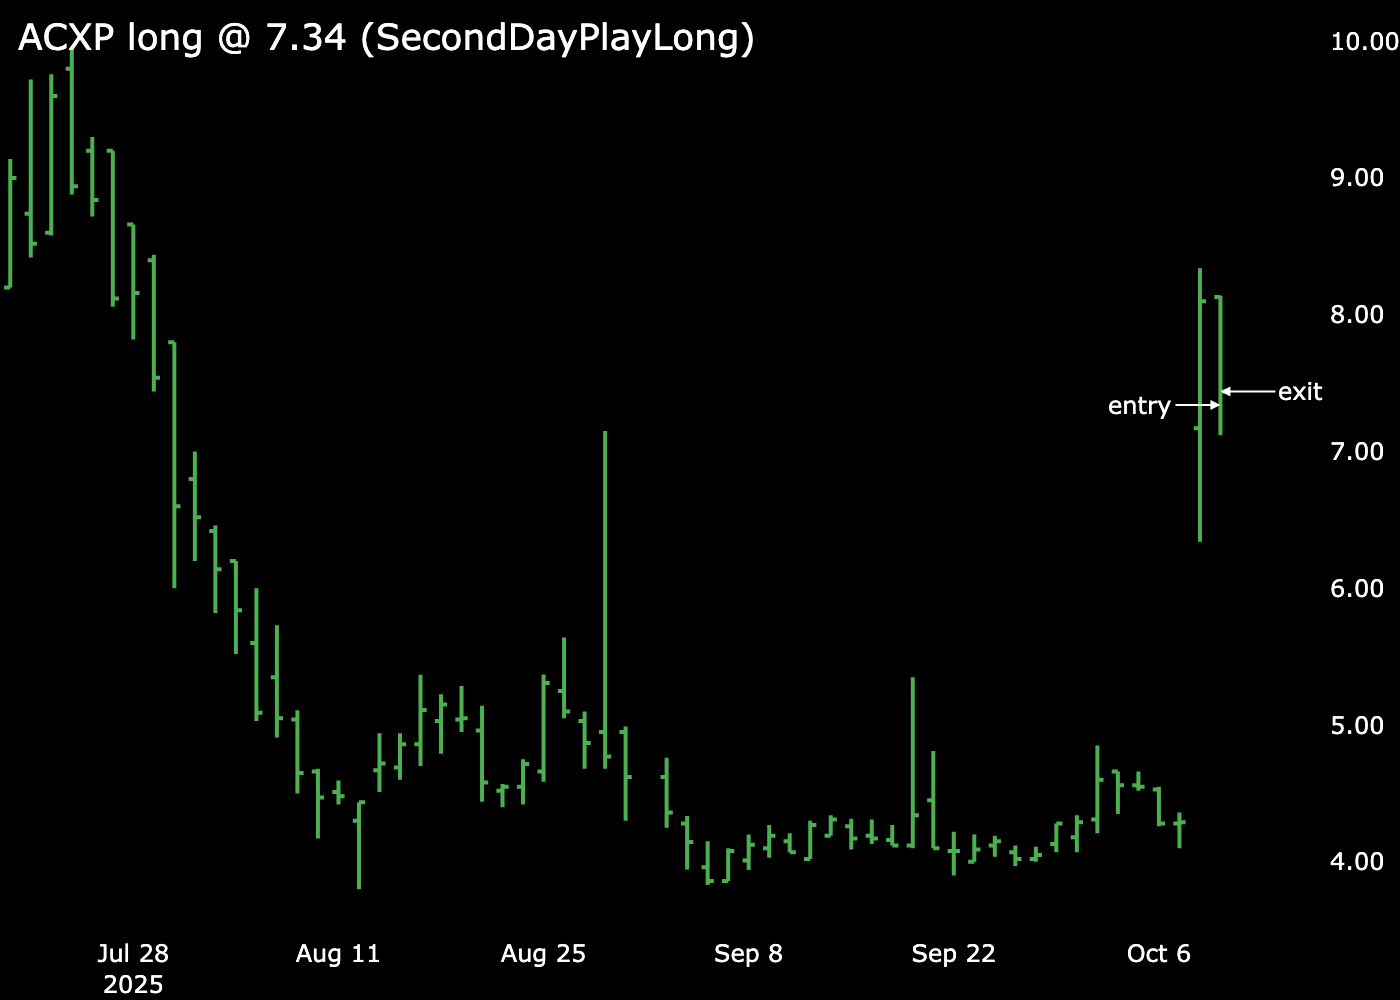 ACXP long @ 7.34 (SecondDayPlayLong)
10.00
9.00
8.00
exit
entry
7.00
6.00
5.00
4.00
Jul 28 Aug 11 Aug 25 Sep 8 Sep 22 Oct 6
2025